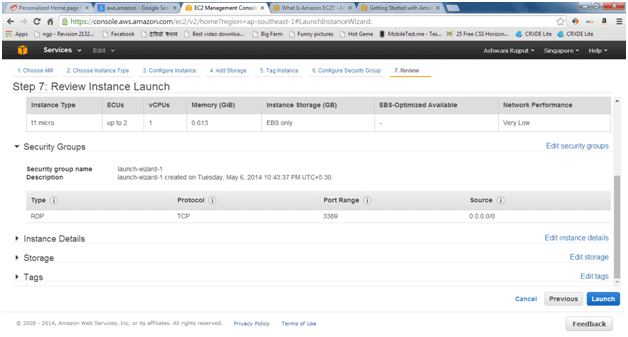 Personalized Home page
aws.amazon - Google Sea
EC2 Management Conso
What Is Amazon EC2? - A
Getting Started with Amaz
https://console.aws.amazon.com/ec2/v2/home?region=ap-southeast-1#LaunchInstanceWizard:
Apps
ngp - Revision 2132...
Facebook
Best video downloa...
Big Farm
Funny pictures
Hot Game
MobileTest.me - Tes...
25 Free CSS Horizon...
CRXDE Lite
CRXDE Lite
Services
Edit
Ashwani Rajput
Singapore
Help
1. Choose AMI
2. Choose Instance Type
3. Configure Instance
4. Add Storage
5. Tag Instance
6. Configure Security Group
7. Review
Step 7: Review Instance Launch
Instance Type ECUs vCPUs Memory (GiB) Instance Storage (GB) EBS-Optimized Available Network Performance
t1.micro up to 2 1 0.613 EBS only - Very Low
Security Groups
Edit security groups
Security group name launch-wizard-1
Description launch-wizard-1 created on Tuesday, May 6, 2014 10:43:37 PM UTC+5:30
Type Protocol Port Range Source
RDP TCP 3389 0.0.0.0/0
Instance Details
Edit instance details
Storage
Edit storage
Tags
Edit tags
Cancel
Previous
Launch
© 2008 - 2014, Amazon Web Services, Inc. or its affiliates. All rights reserved. Privacy Policy Terms of Use
Feedback